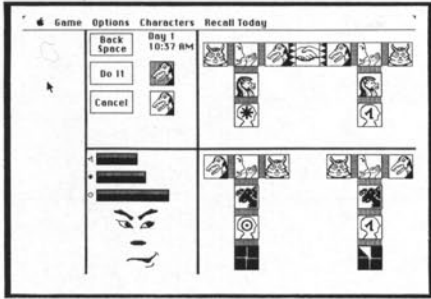 Game Options Characters Recall Today
Back
Space
Day 1
10:37 AM
Do It
Cancel